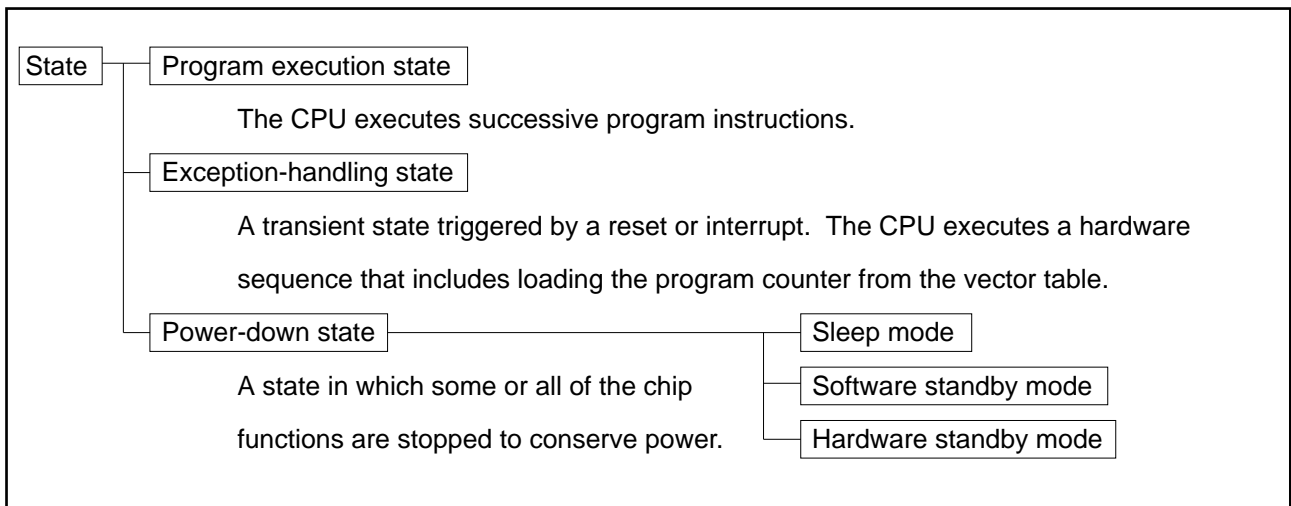 State
Program execution state
The CPU executes successive program instructions.
Exception-handling state
A transient state triggered by a reset or interrupt.  The CPU executes a hardware
sequence that includes loading the program counter from the vector table.
Power-down state
Sleep mode
A state in which some or all of the chip
Software standby mode
functions are stopped to conserve power.
Hardware standby mode